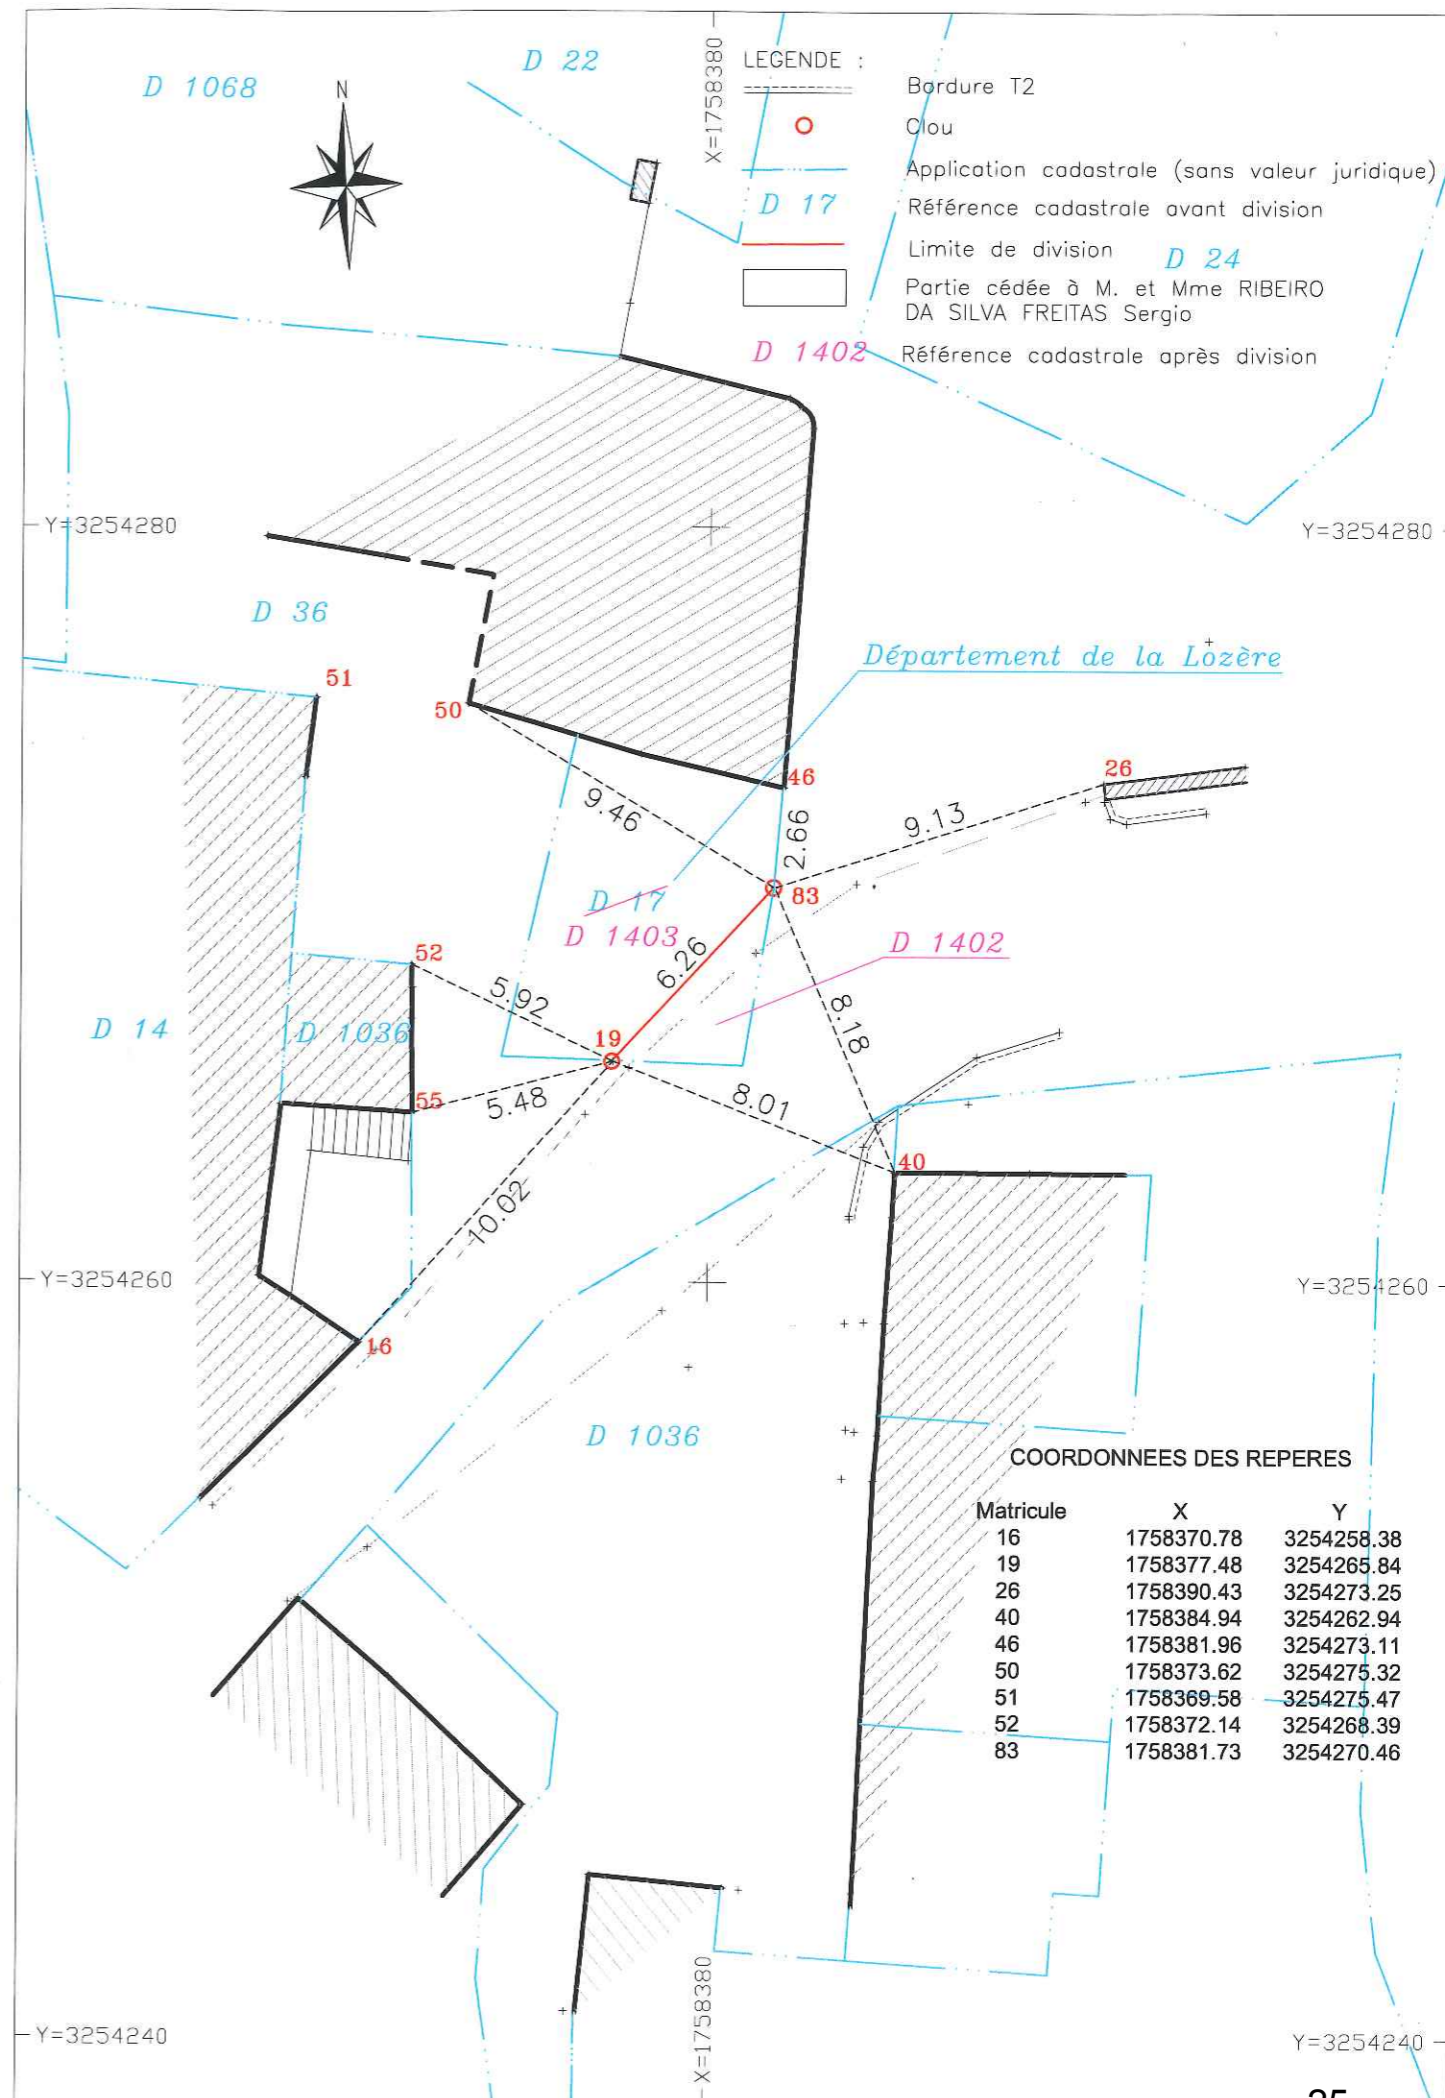 D 1068
D 22
N
X=1758380
LEGENDE :
Bordure T2
Clou
Application cadastrale (sans valeur juridique)
D 17
Référence cadastrale avant division
Limite de division
D 24
Partie cédée à M. et Mme RIBEIRO
DA SILVA FREITAS Sergio
D 1402
Référence cadastrale après division
Y=3254280
Y=3254280
D 36
Département de la Lozère
51
50
46
26
9.46
2.66
9.13
83
D 17
D 1403
D 1402
6.26
52
5.92
8.18
D 14
D 1036
19
55
5.48
8.01
40
10.02
Y=3254260
Y=3254260
16
D 1036
COORDONNEES DES REPERES
Matricule X Y
16 1758370.78 3254258.38
19 1758377.48 3254265.84
26 1758390.43 3254273.25
40 1758384.94 3254262.94
46 1758381.96 3254273.11
50 1758373.62 3254275.32
51 1758369.58 3254275.47
52 1758372.14 3254268.39
83 1758381.73 3254270.46
X=1758380
Y=3254240
Y=3254240